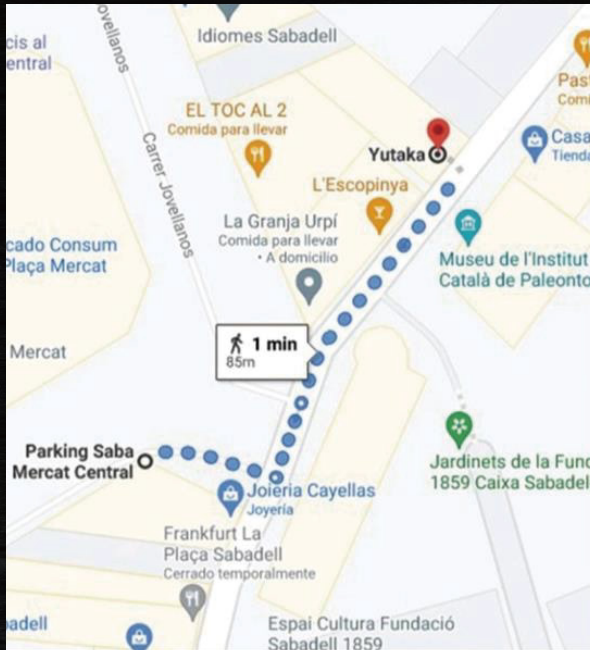 Idiomes Sabadell
ovellanos
cis al
entral
Past
Comi
EL TOC AL 2
Comida para llevar
Casa
Tienda
Carrer Jovellanos
Yutaka
L'Escopinya
La Granja Urpí
Comida para llevar
• A domicilio
cado Consum
Plaça Mercat
Museu de l'Institut
Català de Paleonto
1 min
85m
Mercat
Parking Saba
Mercat Central
Jardinets de la Fund
1859 Caixa Sabadell
Joieria Cayellas
Joyería
Frankfurt La
Plaça Sabadell
Cerrado temporalmente
adell
Espai Cultura Fundació
Sabadell 1859